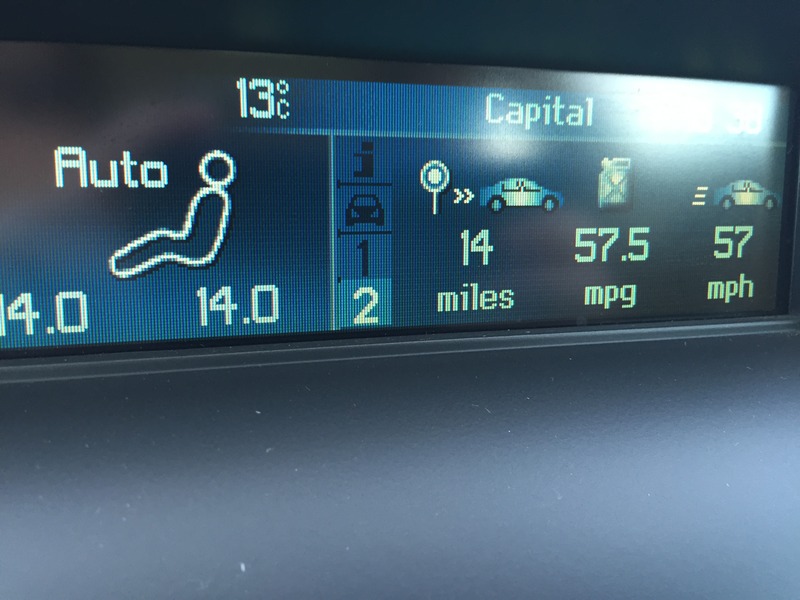 13°C Capital
Auto
i
1
2
14.0 14.0
14 57.5 57
miles mpg mph